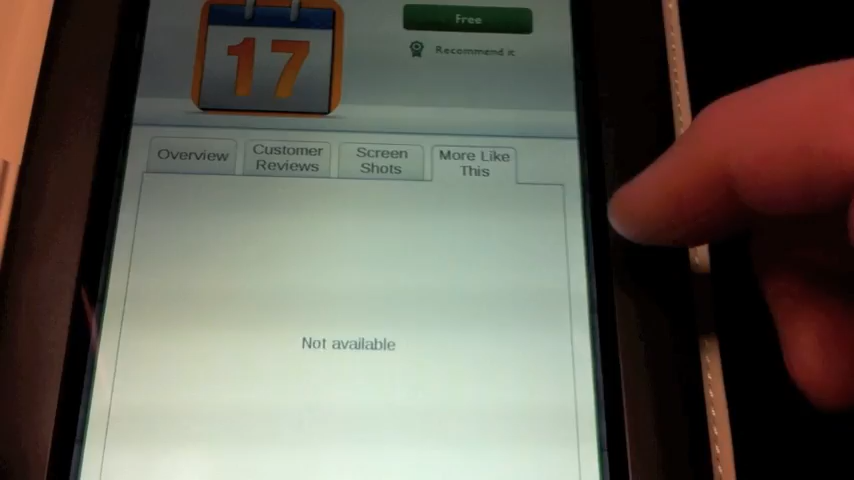 17
Free
Recommend it
Overview
Customer
Reviews
Screen
Shots
More Like
This
Not available